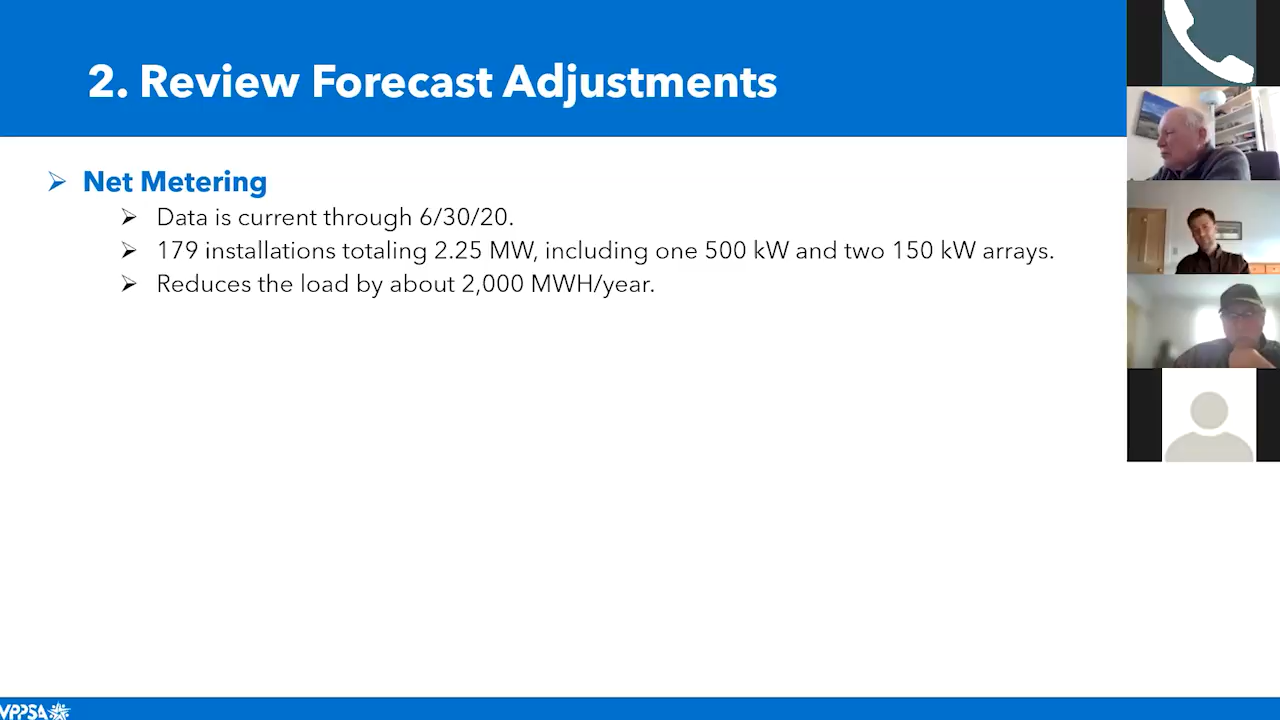 2. Review Forecast Adjustments
Net Metering
Data is current through 6/30/20.
179 installations totaling 2.25 MW, including one 500 kW and two 150 kW arrays.
Reduces the load by about 2,000 MWH/year.
VPPSA